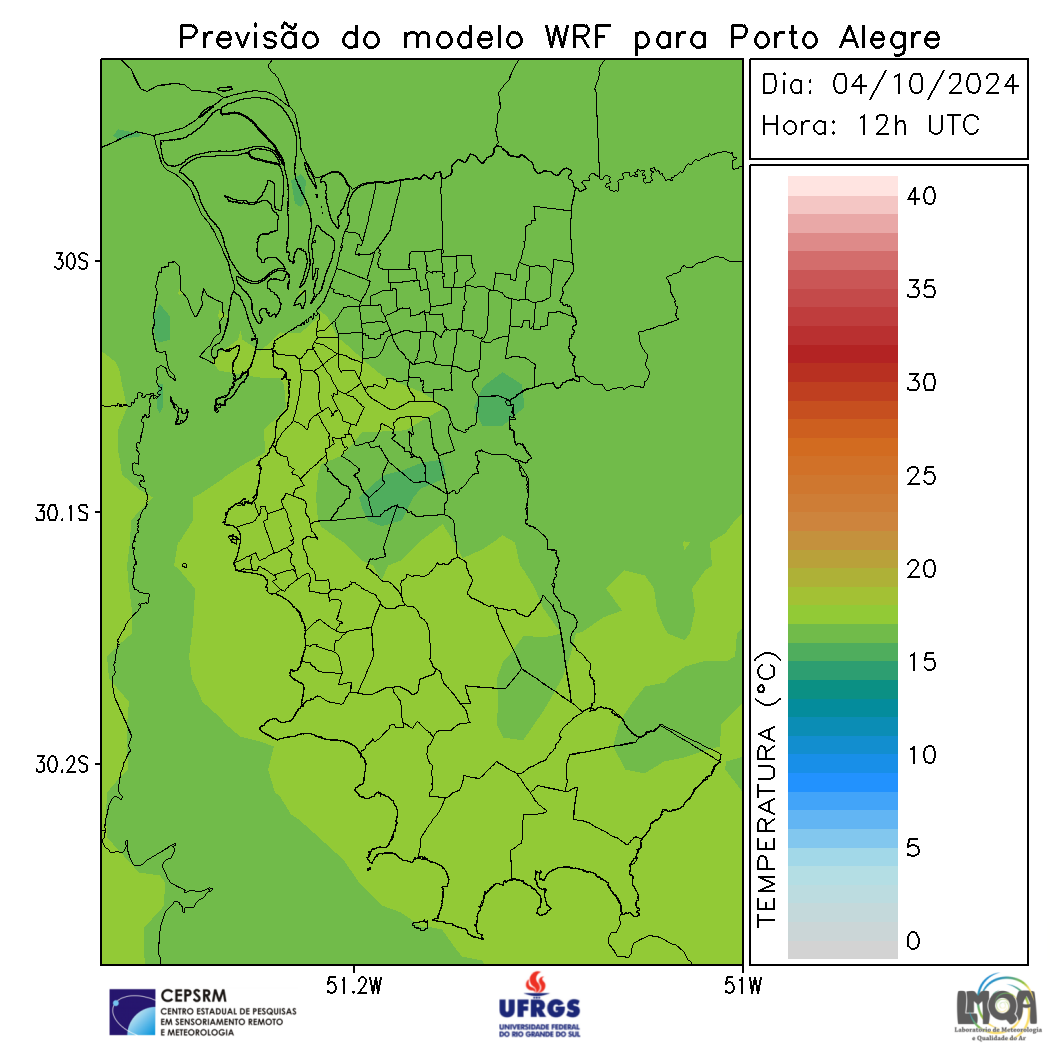 Previsão do modelo WRF para Porto Alegre
Dia: 04/10/2024
Hora: 12h UTC
40
35
30
25
20
15
10
5
0
TEMPERATURA (°C)
30S
30.1S
30.2S
51.2W
51W
CEPSRM
CENTRO ESTADUAL DE PESQUISAS
EM SENSORIAMENTO REMOTO
E METEOROLOGIA
UFRGS
UNIVERSIDADE FEDERAL
DO RIO GRANDE DO SUL
LMQA
Laboratório de Meteorologia
e Qualidade do Ar